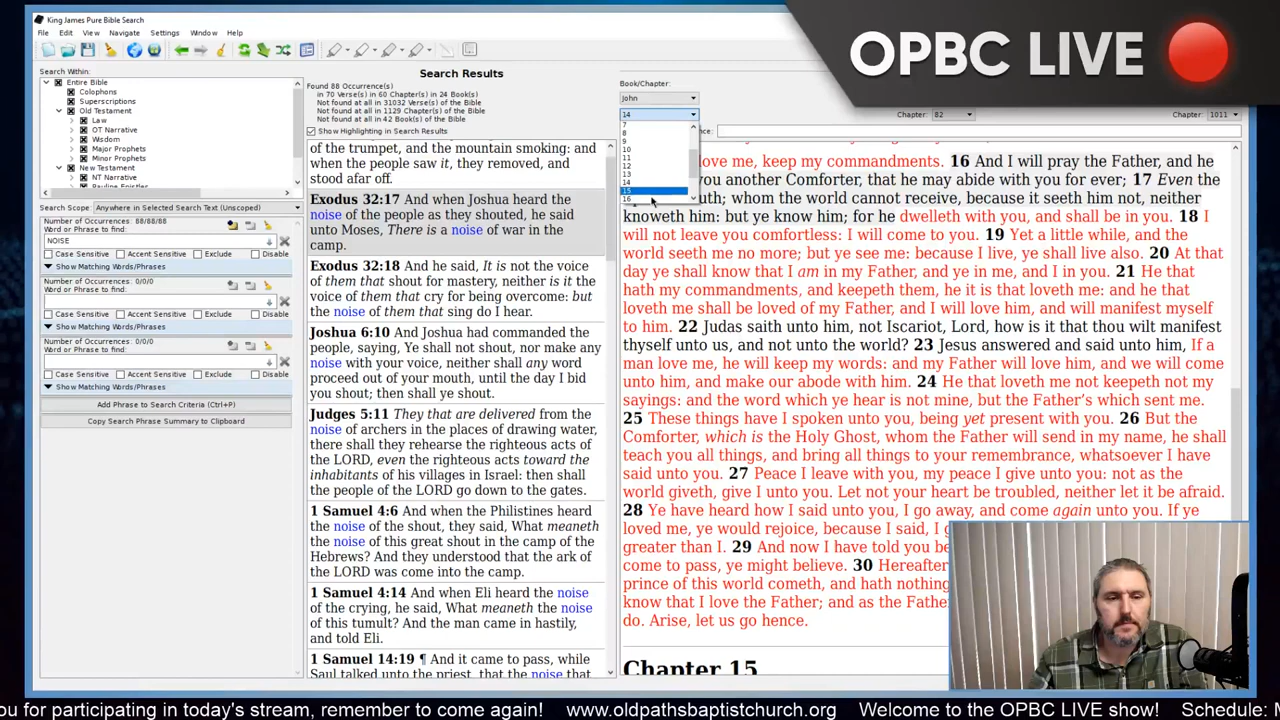 King James Pure Bible Search
File Edit View Navigate Settings Window Help
OPBC LIVE
Search Within:
Entire Bible
Colophons
Superscriptions
Old Testament
Law
OT Narrative
Wisdom
Major Prophets
Minor Prophets
New Testament
NT Narrative
Pauline Epistles
Search Scope: Anywhere in Selected Search Text (Unscoped)
Number of Occurrences: 88/88/88
Word or Phrase to Search:
NOISE
Case Sensitive Accent Sensitive Exclude Disable
Show Matching Words/Phrases
Number of Occurrences: 0/0/0
Word or Phrase to Search:
Case Sensitive Accent Sensitive Exclude Disable
Show Matching Words/Phrases
Number of Occurrences: 0/0/0
Word or Phrase to Search:
Case Sensitive Accent Sensitive Exclude Disable
Show Matching Words/Phrases
Add Phrase to Search Criteria (Ctrl+P)
Copy Search Phrase Summary to Clipboard
Search Results
Found 88 Occurrence(s)
in 70 Verse(s) in 60 Chapter(s) in 24 Book(s)
Not found at all in 31032 Verse(s) of the Bible
Not found at all in 1129 Chapter(s) of the Bible
Not found at all in 42 Book(s) of the Bible
Show Highlighting in Search Results
of the trumpet, and the mountain smoking: and
when the people saw it, they removed, and
stood afar off.
Exodus 32:17 And when Joshua heard the
noise of the people as they shouted, he said
unto Moses, There is a noise of war in the
camp.
Exodus 32:18 And he said, It is not the voice
of them that shout for mastery, neither is it the
voice of them that cry for being overcome: but
the noise of them that sing do I hear.
Joshua 6:10 And Joshua had commanded the
people, saying, Ye shall not shout, nor make any
noise with your voice, neither shall any word
proceed out of your mouth, until the day I bid
you shout; then shall ye shout.
Judges 5:11 They that are delivered from the
noise of archers in the places of drawing water,
there shall they rehearse the righteous acts of
the LORD, even the righteous acts toward the
inhabitants of his villages in Israel: then shall
the people of the LORD go down to the gates.
1 Samuel 4:6 And when the Philistines heard
the noise of the shout, they said, What meaneth
the noise of this great shout in the camp of the
Hebrews? And they understood that the ark of
the LORD was come into the camp.
1 Samuel 4:14 And when Eli heard the noise
of the crying, he said, What meaneth the noise
of this tumult? And the man came in hastily,
and told Eli.
1 Samuel 14:19 ¶ And it came to pass, while
Saul talked unto the priest, that the noise that
Book/Chapter:
John
14 Chapter: 82 Chapter: 1011
7
8
9
10
11
12
13
14
15
16
love me, keep my commandments. 16 And I will pray the Father, and he
you another Comforter, that he may abide with you for ever; 17 Even the
whom the world cannot receive, because it seeth him not, neither
knoweth him: but ye know him; for he dwelleth with you, and shall be in you. 18 I
will not leave you comfortless: I will come to you. 19 Yet a little while, and the
world seeth me no more; but ye see me: because I live, ye shall live also. 20 At that
day ye shall know that I am in my Father, and ye in me, and I in you. 21 He that
hath my commandments, and keepeth them, he it is that loveth me: and he that
loveth me shall be loved of my Father, and I will love him, and will manifest myself
to him. 22 Judas saith unto him, not Iscariot, Lord, how is it that thou wilt manifest
thyself unto us, and not unto the world? 23 Jesus answered and said unto him, If a
man love me, he will keep my words: and my Father will love him, and we will come
unto him, and make our abode with him. 24 He that loveth me not keepeth not my
sayings: and the word which ye hear is not mine, but the Father's which sent me.
25 These things have I spoken unto you, being yet present with you. 26 But the
Comforter, which is the Holy Ghost, whom the Father will send in my name, he shall
teach you all things, and bring all things to your remembrance, whatsoever I have
said unto you. 27 Peace I leave with you, my peace I give unto you: not as the
world giveth, give I unto you. Let not your heart be troubled, neither let it be afraid.
28 Ye have heard how I said unto you, I go away, and come again unto you. If ye
loved me, ye would rejoice, because I said, I g
greater than I. 29 And now I have told you be
come to pass, ye might believe. 30 Hereafter
prince of this world cometh, and hath nothing
know that I love the Father; and as the Father
do. Arise, let us go hence.
Chapter 15
ou for participating in today's stream, remember to come again! www.oldpathsbaptistchurch.org Welcome to the OPBC LIVE show! Schedule: M